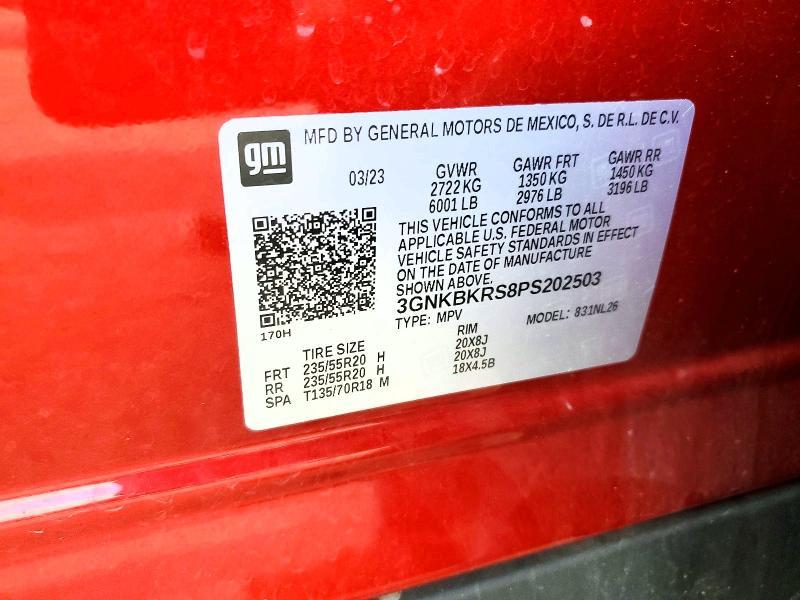 gm
MFD BY GENERAL MOTORS DE MEXICO, S. DE R.L. DE C.V.
03/23 GVWR GAWR FRT GAWR RR
2722 KG 1350 KG 1450 KG
6001 LB 2976 LB 3196 LB
THIS VEHICLE CONFORMS TO ALL
APPLICABLE U.S. FEDERAL MOTOR
VEHICLE SAFETY STANDARDS IN EFFECT
ON THE DATE OF MANUFACTURE
SHOWN ABOVE.
3GNKBKRS8PS202503
TYPE: MPV MODEL: 831NL26
170H
TIRE SIZE RIM
FRT 235/55R20 H 20X8J
RR 235/55R20 H 20X8J
SPA T135/70R18 M 18X4.5B